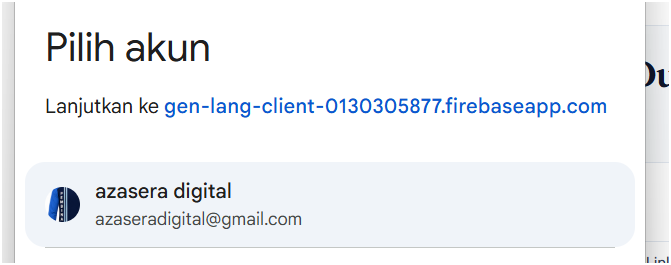 Pilih akun
Lanjutkan ke gen-lang-client-0130305877.firebaseapp.com
azasera digital
azaseradigital@gmail.com